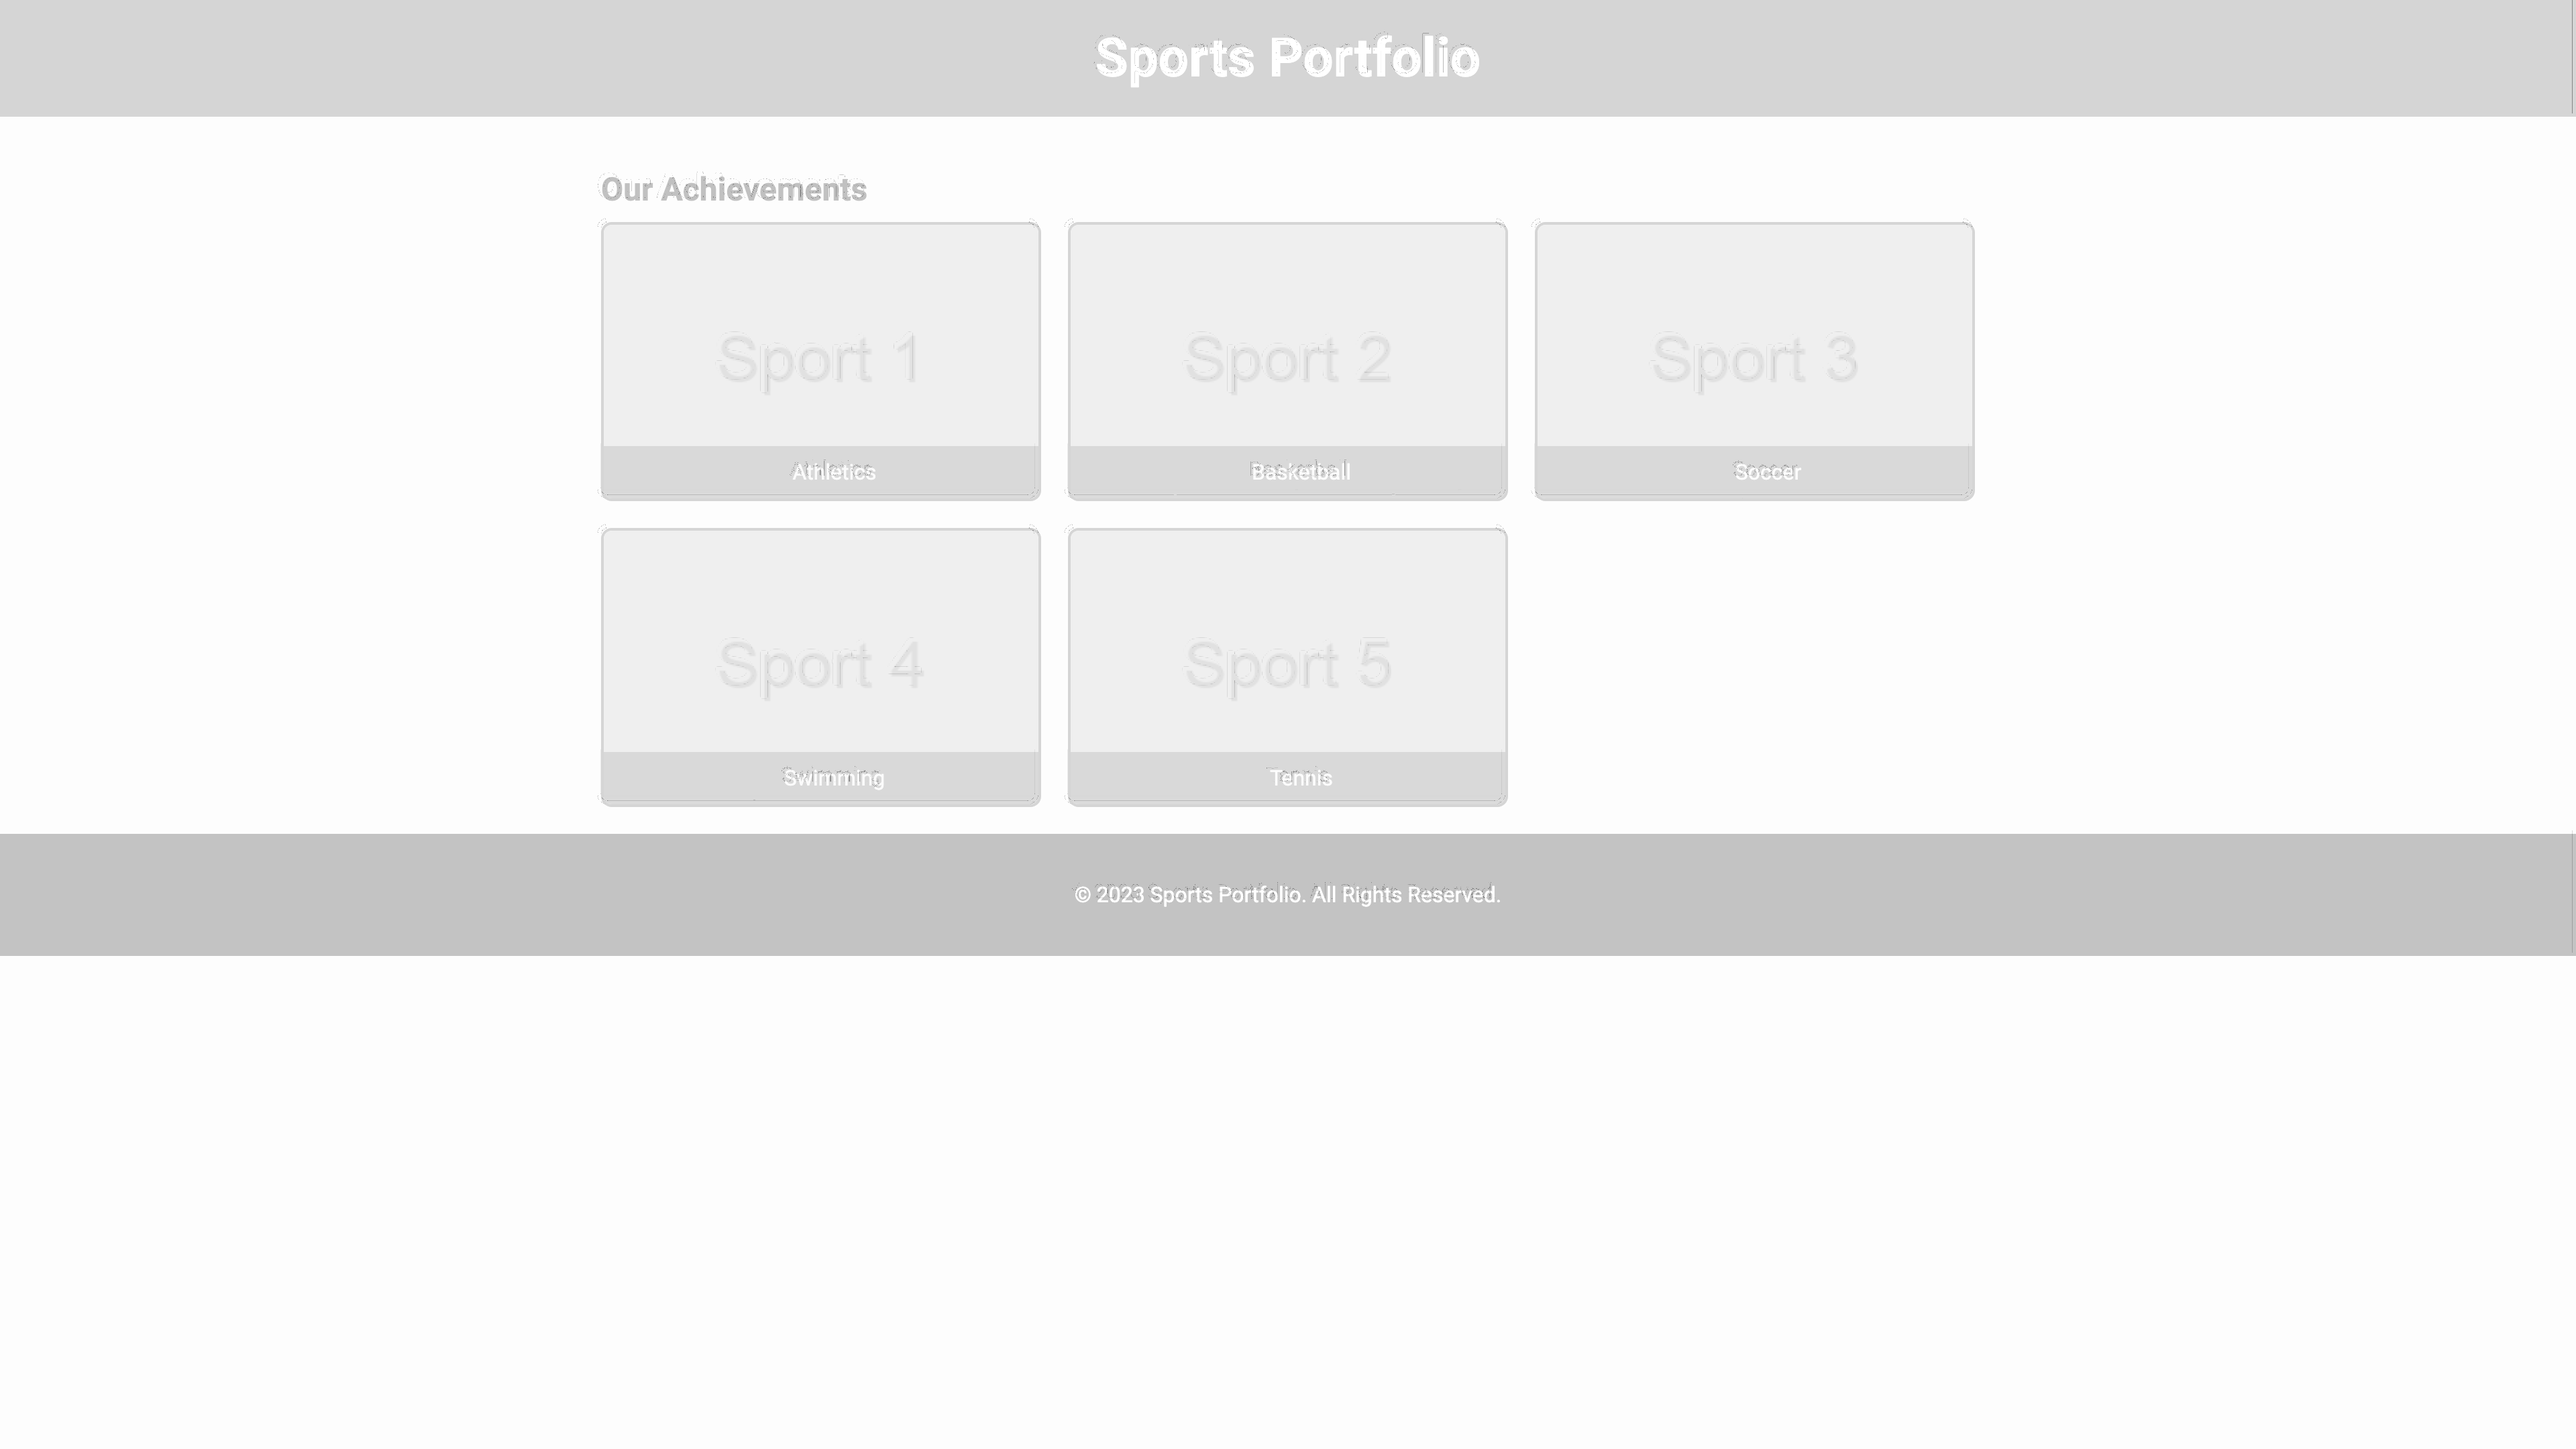 Sports Portfolio
Our Achievements
Sport 1
Sport 2
Sport 3
Athletics
Basketball
Soccer
Sport 4
Sport 5
Swimming
Tennis
© 2023 Sports Portfolio. All Rights Reserved.